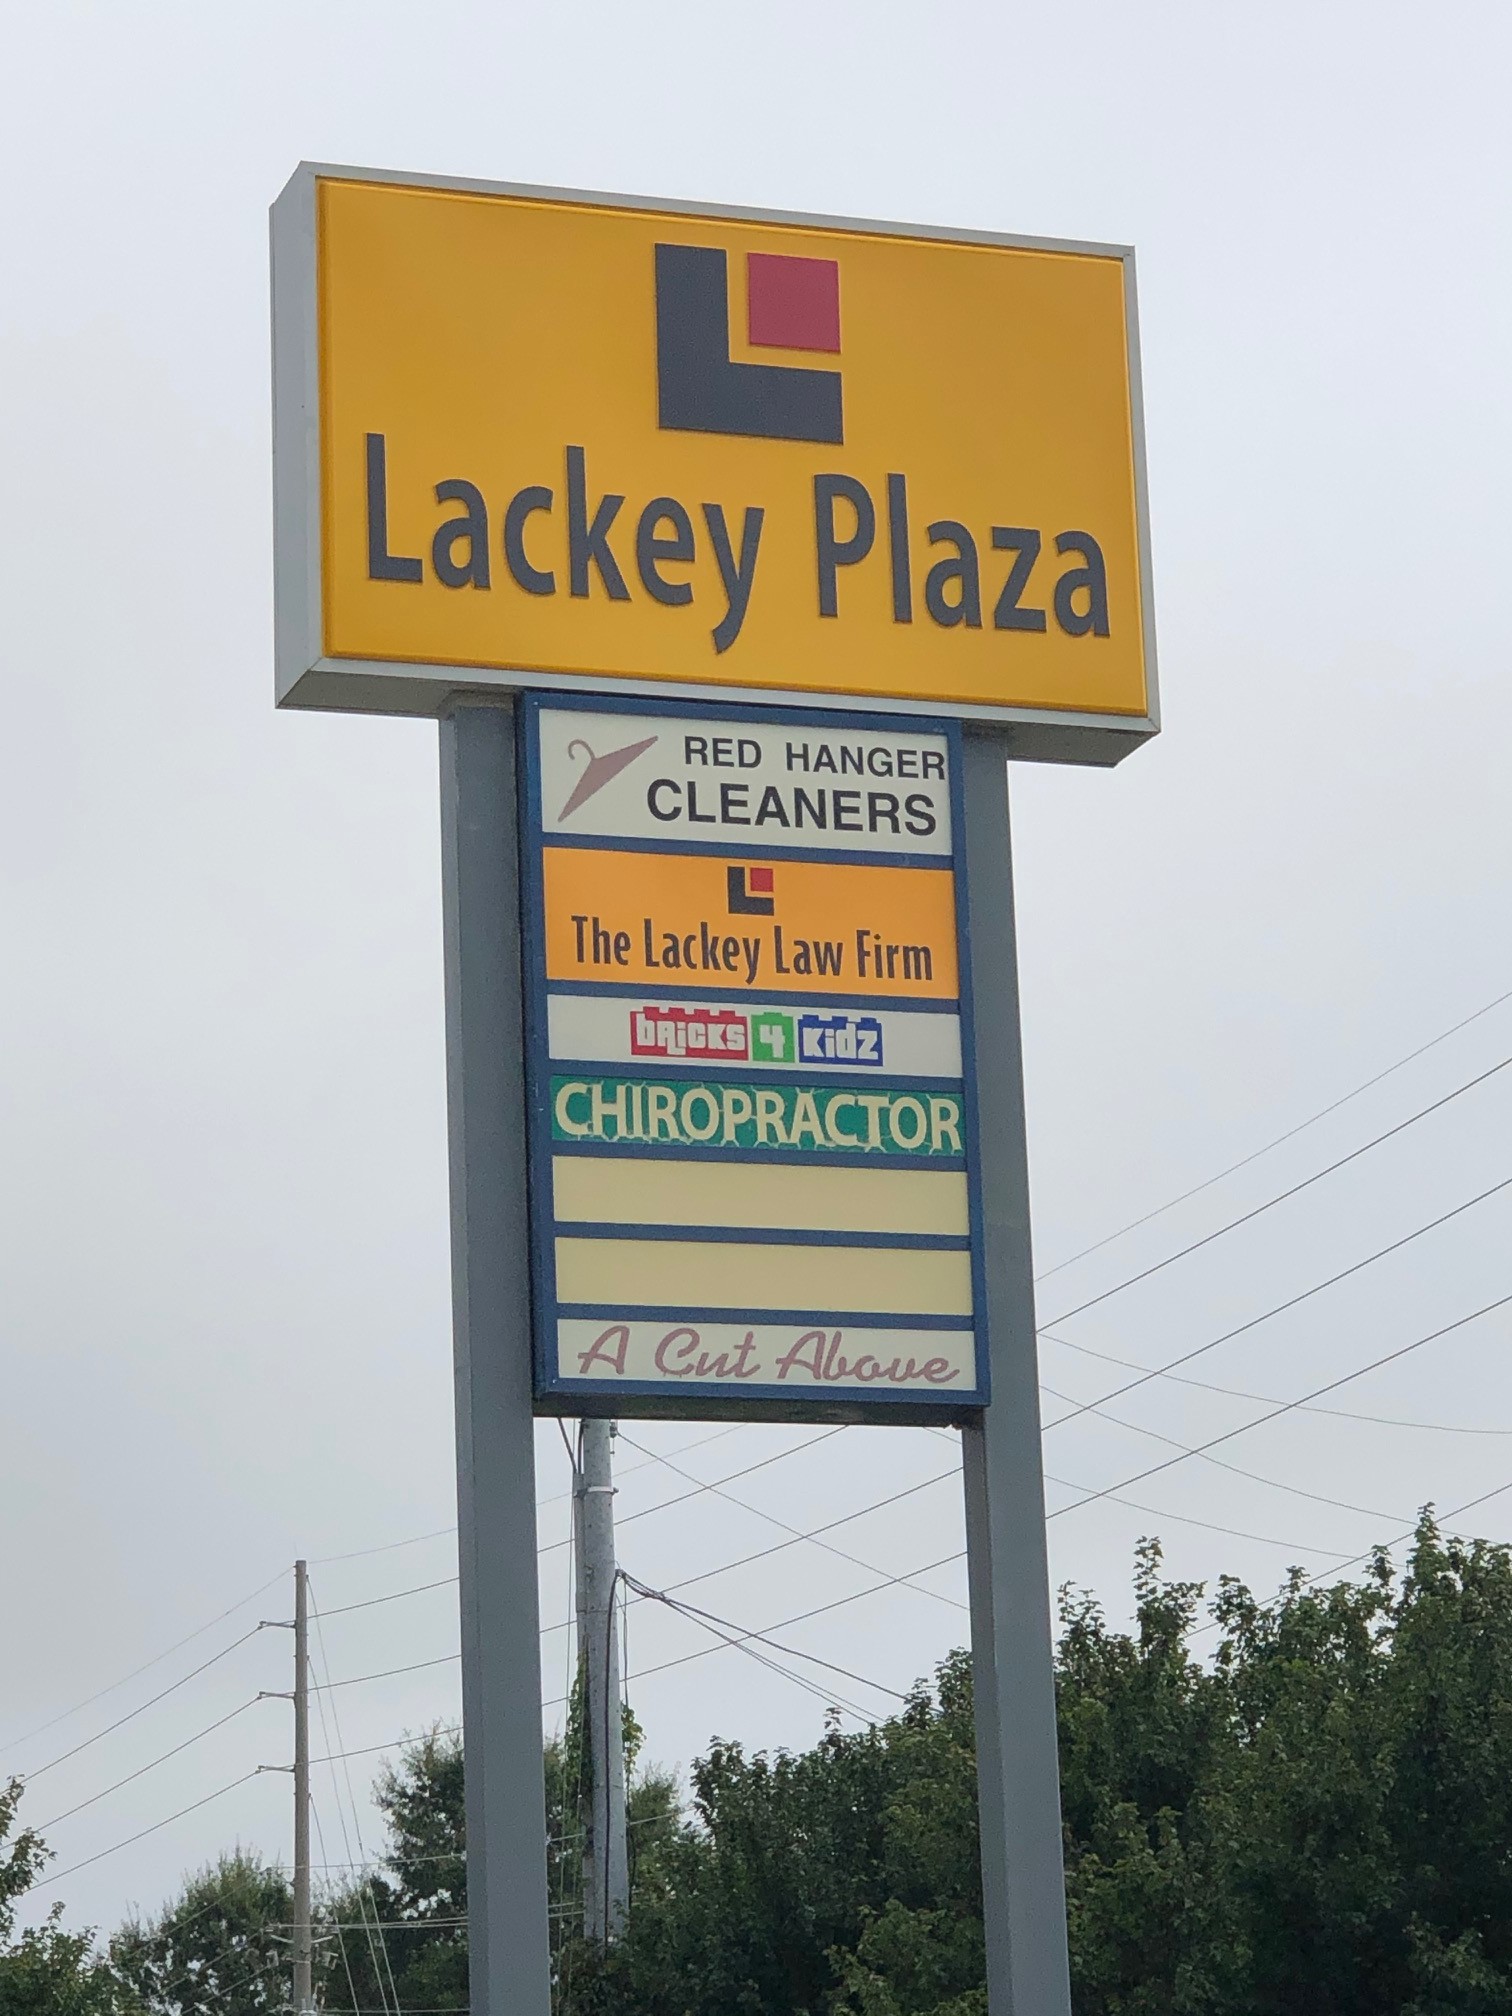 Lackey Plaza
RED HANGER
CLEANERS
The Lackey Law Firm
bRicKs 4 Kidz
CHIROPRACTOR
A Cut Above